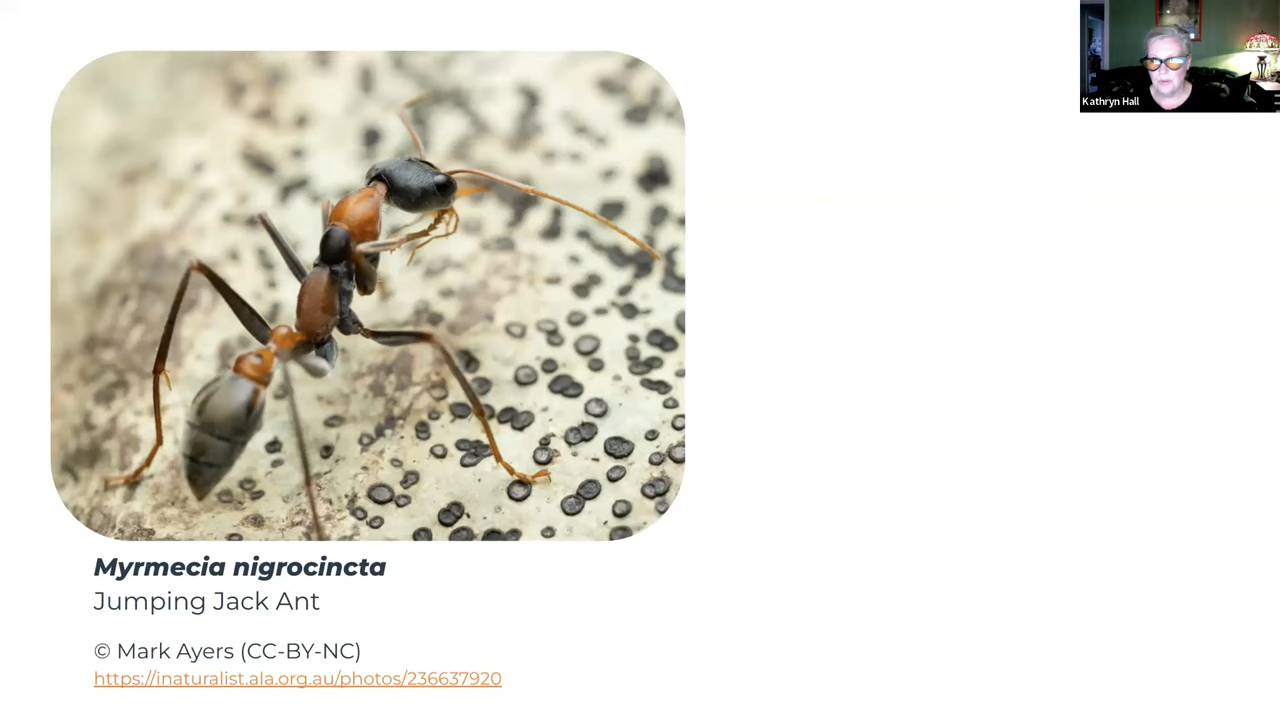 Kathryn Hall
Myrmecia nigrocincta
Jumping Jack Ant
© Mark Ayers (CC-BY-NC)
https://inaturalist.ala.org.au/photos/236637920